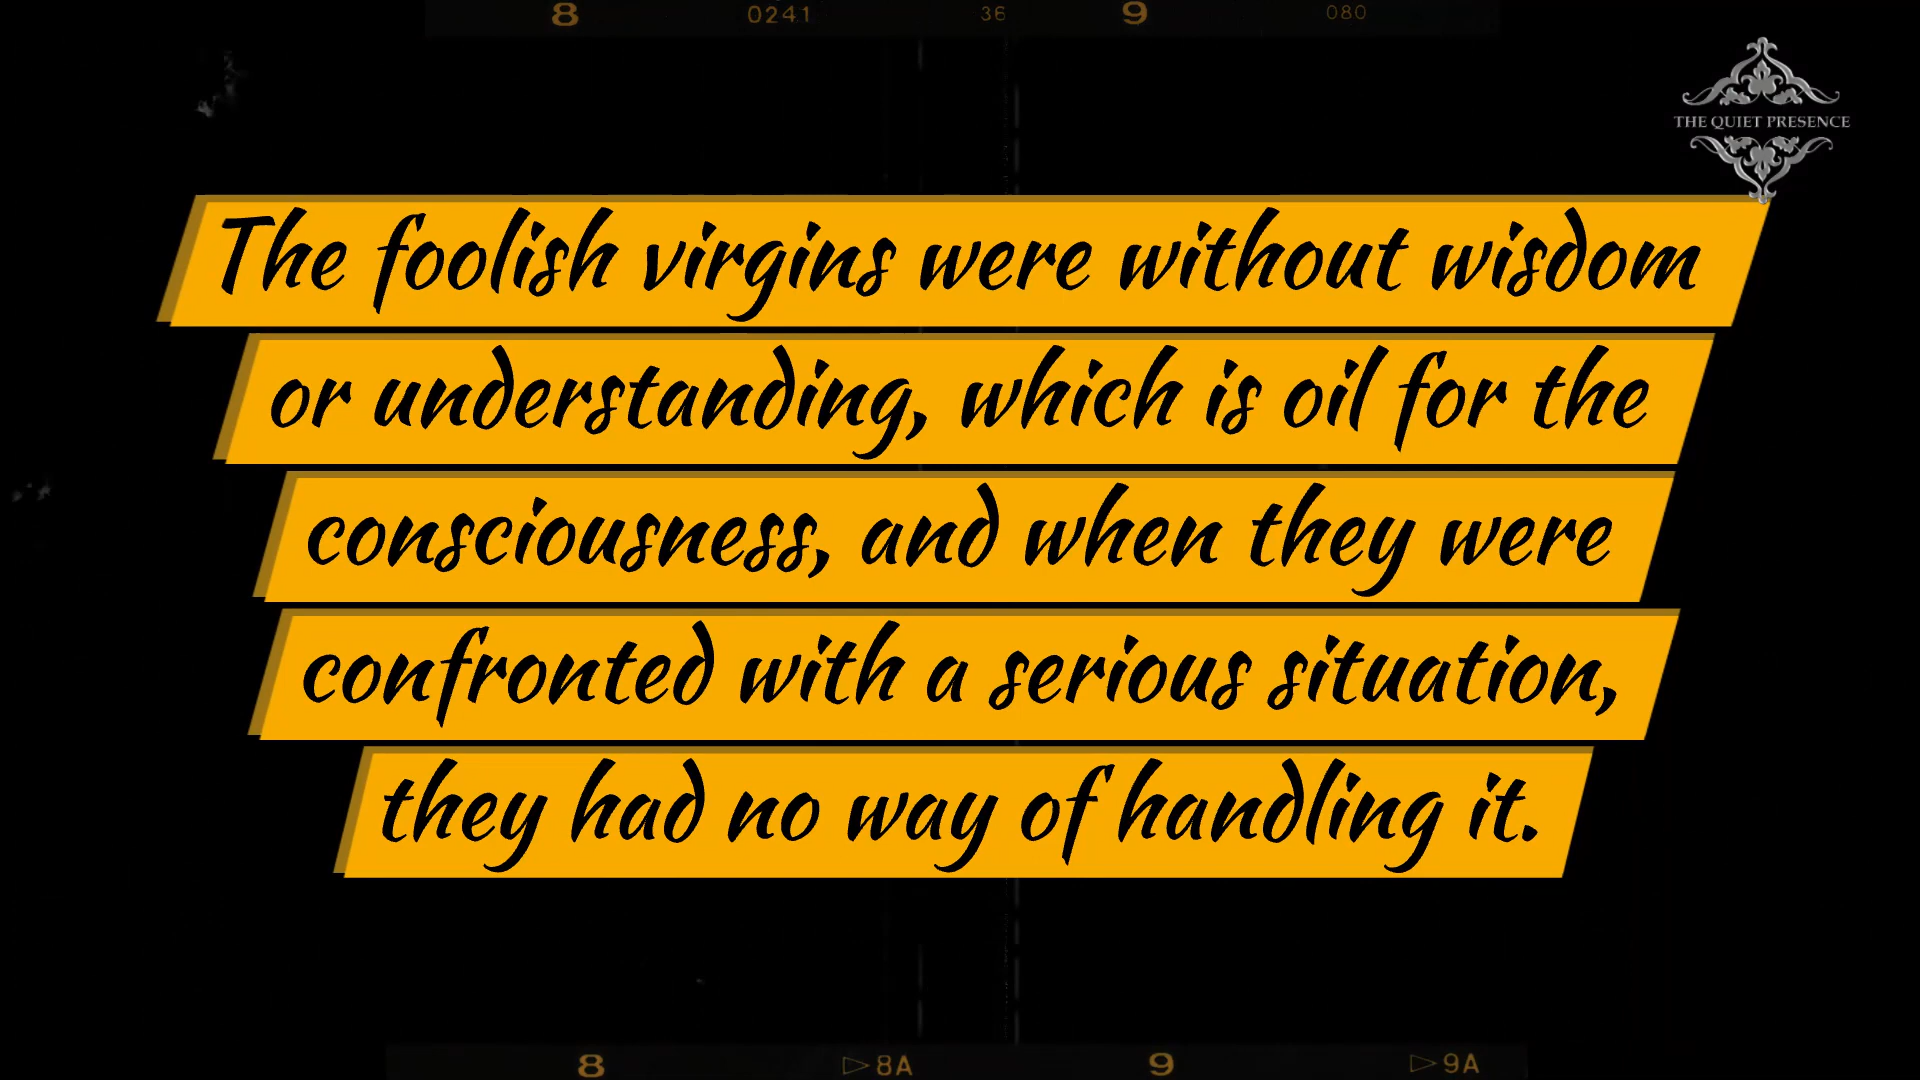 8 0241 36 9 080
THE QUIET PRESENCE
The foolish virgins were without wisdom
or understanding, which is oil for the
consciousness, and when they were
confronted with a serious situation,
they had no way of handling it.
8 ▷8A 9 ▷9A